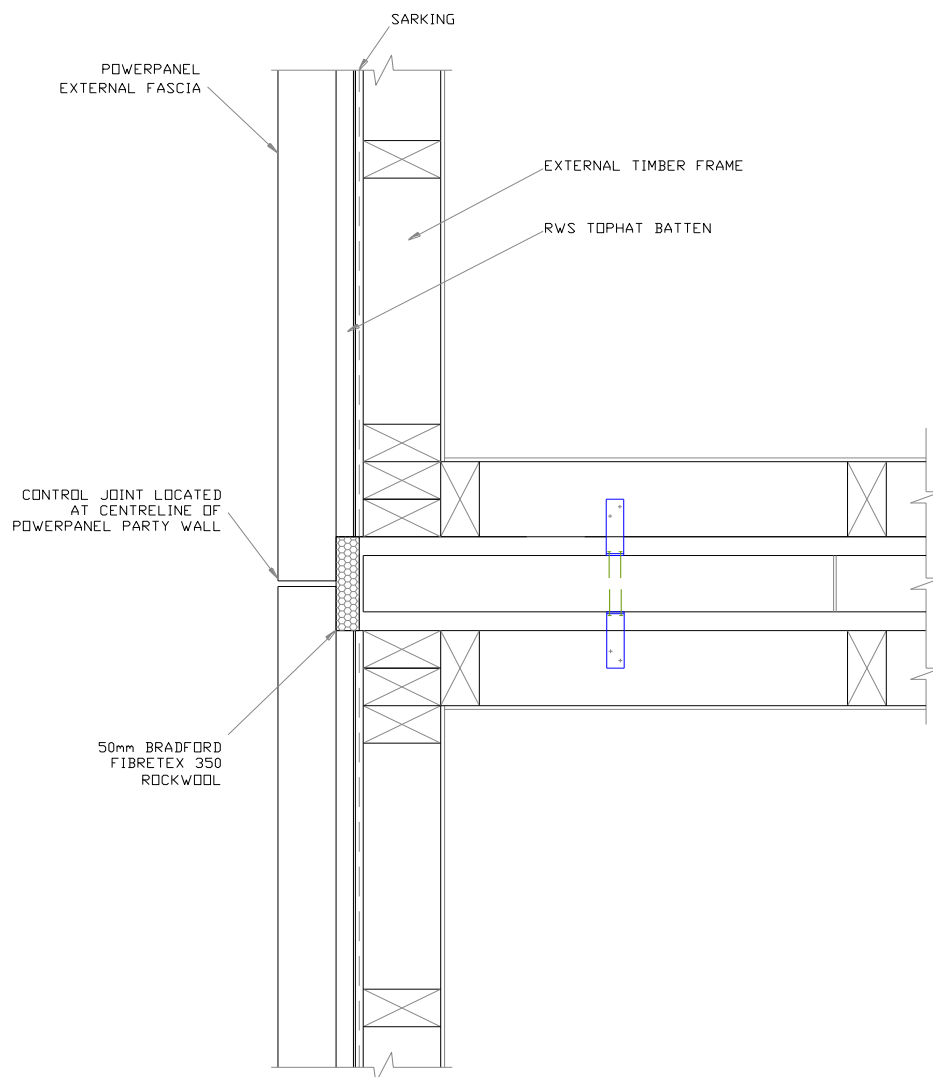 SARKING
POWERPANEL
EXTERNAL FASCIA
EXTERNAL TIMBER FRAME
RWS TOPHAT BATTEN
CONTROL JOINT LOCATED
AT CENTRELINE OF
POWERPANEL PARTY WALL
50mm BRADFORD
FIBRETEX 350
ROCKWOOL